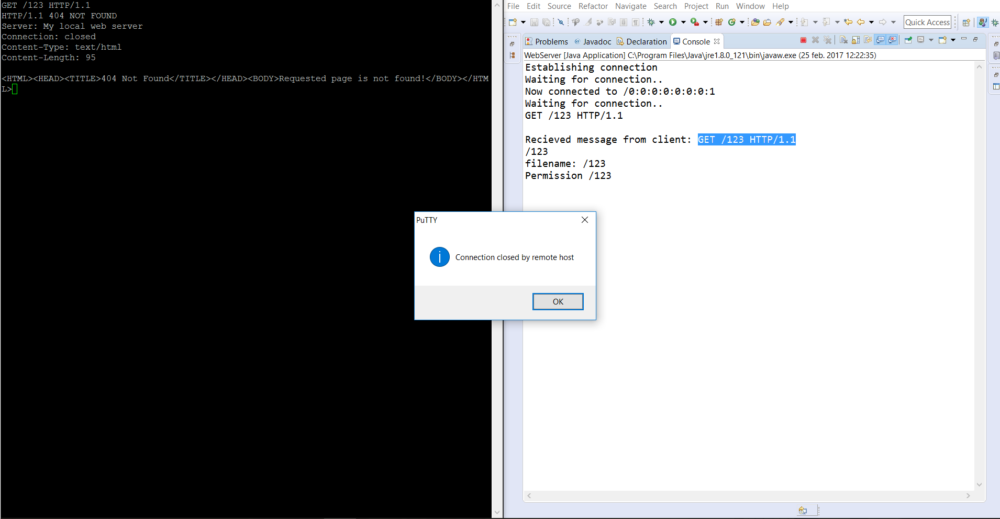 GET /123 HTTP/1.1
HTTP/1.1 404 NOT FOUND
Server: My local web server
Connection: closed
Content-Type: text/html
Content-Length: 95
<HTML><HEAD><TITLE>404 Not Found</TITLE></HEAD><BODY>Requested page is not found!</BODY></HTM
L>
File Edit Source Refactor Navigate Search Project Run Window Help
Quick Access
Problems @ Javadoc Declaration Console
WebServer [Java Application] C:\Program Files\Java\jre1.8.0_121\bin\javaw.exe (25 feb. 2017 12:22:35)
Establishing connection
Waiting for connection..
Now connected to /0:0:0:0:0:0:0:1
Waiting for connection..
GET /123 HTTP/1.1
Recieved message from client: GET /123 HTTP/1.1
/123
filename: /123
Permission /123
PuTTY
Connection closed by remote host
OK